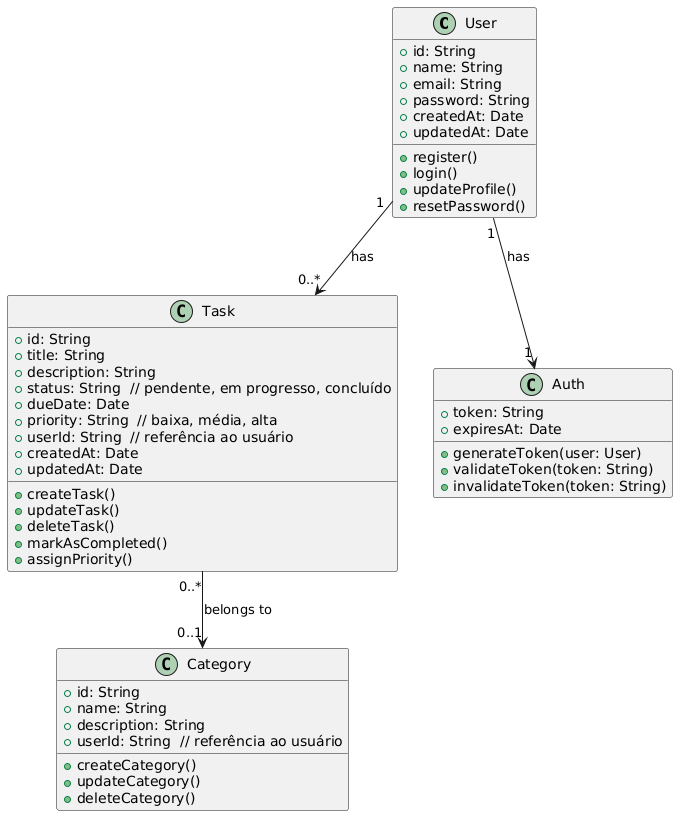 C User
id: String
name: String
email: String
password: String
createdAt: Date
updatedAt: Date
register()
login()
updateProfile()
resetPassword()
1
1
has
has
0..*
1
C Task
id: String
title: String
description: String
status: String  // pendente, em progresso, concluído
dueDate: Date
priority: String  // baixa, média, alta
userId: String  // referência ao usuário
createdAt: Date
updatedAt: Date
createTask()
updateTask()
deleteTask()
markAsCompleted()
assignPriority()
C Auth
token: String
expiresAt: Date
generateToken(user: User)
validateToken(token: String)
invalidateToken(token: String)
0..*
belongs to
0..1
C Category
id: String
name: String
description: String
userId: String  // referência ao usuário
createCategory()
updateCategory()
deleteCategory()